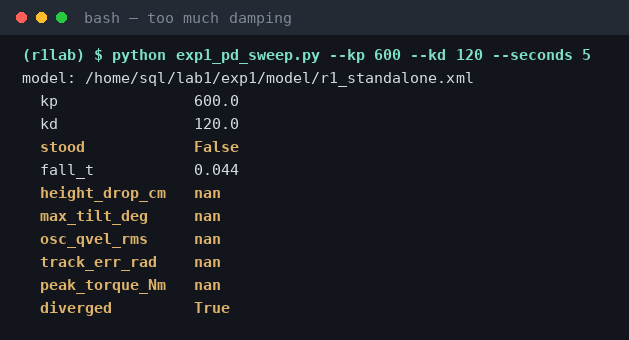 bash — too much damping
(r1lab) $ python exp1_pd_sweep.py --kp 600 --kd 120 --seconds 5
model: /home/sql/lab1/exp1/model/r1_standalone.xml
kp 600.0
kd 120.0
stood False
fall_t 0.044
height_drop_cm nan
max_tilt_deg nan
osc_qvel_rms nan
track_err_rad nan
peak_torque_Nm nan
diverged True